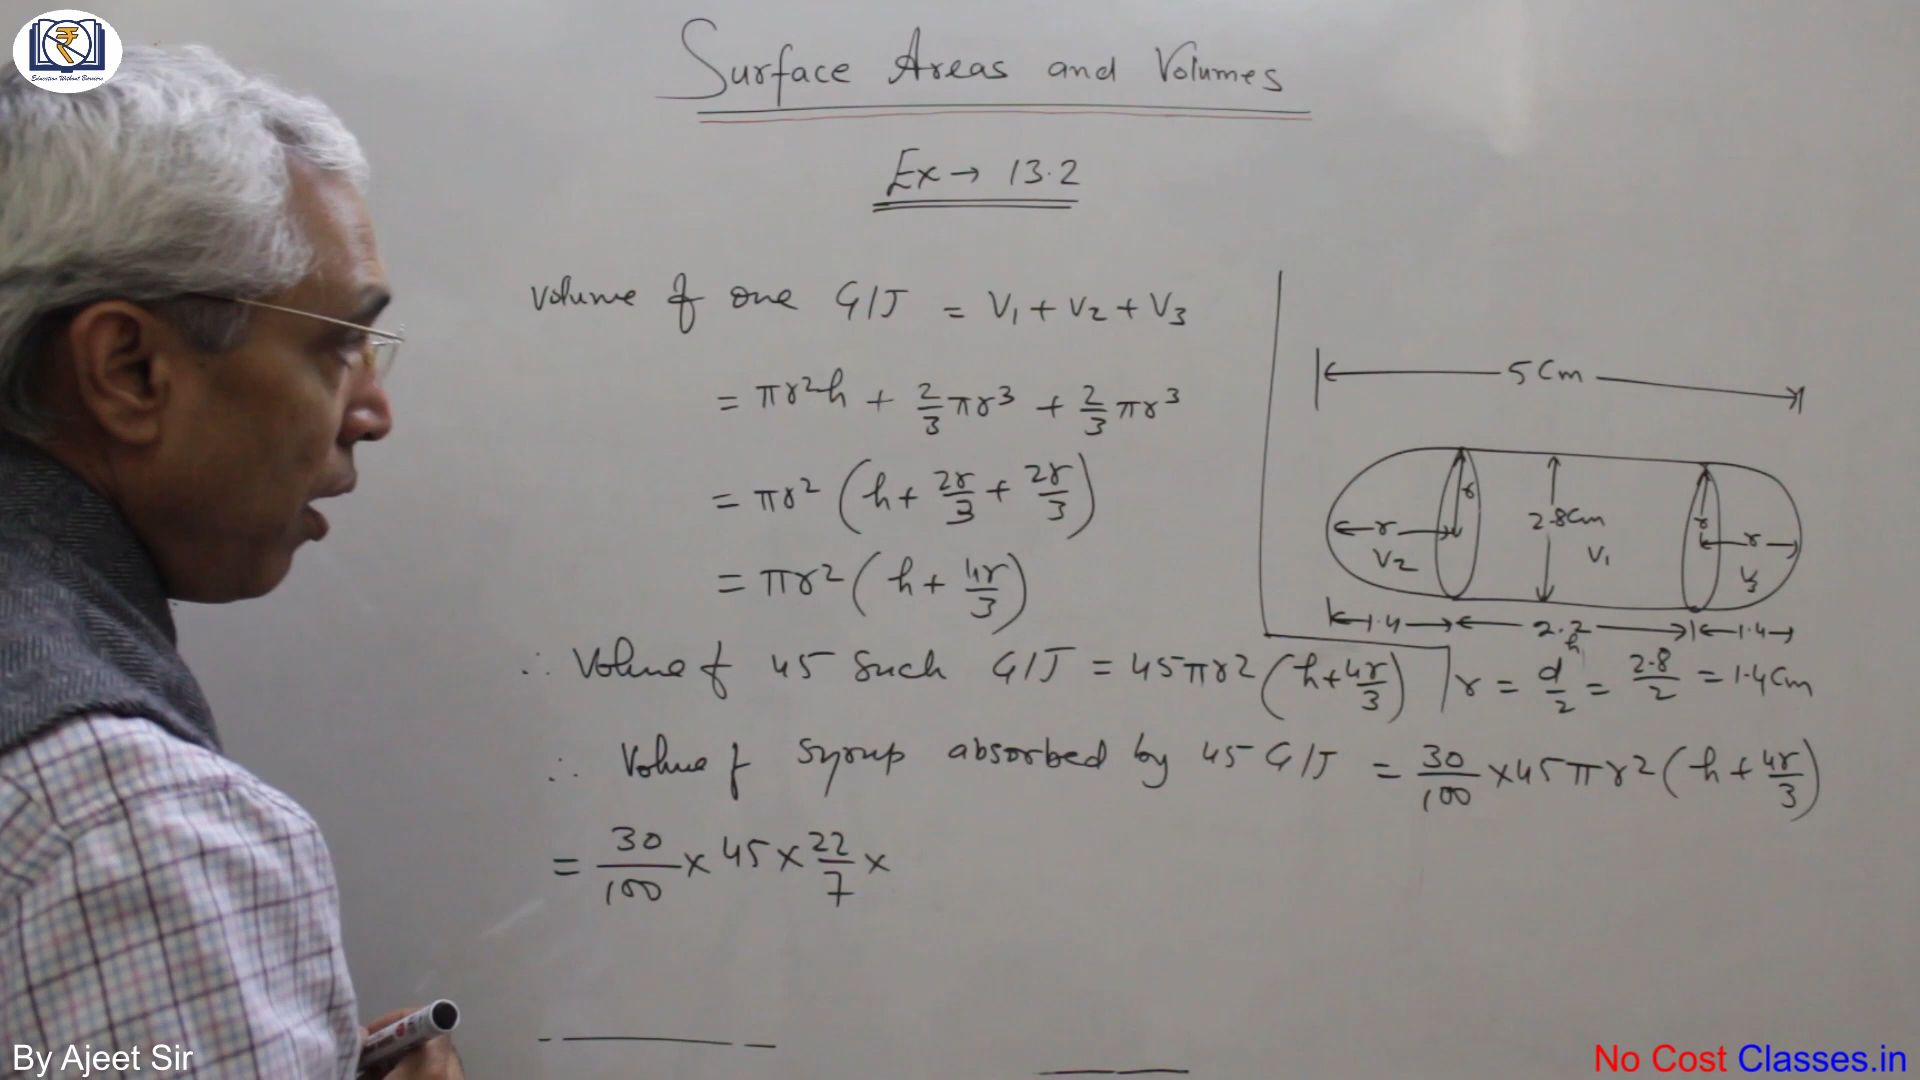 Education Without Barriers
Surface Areas and Volumes
Ex → 13.2
Volume of one G/J = V1 + V2 + V3
= πr²h + 2/3 πr³ + 2/3 πr³
= πr² (h + 2r/3 + 2r/3)
= πr² (h + 4r/3)
∴ Volume of 45 Such G/J = 45πr² (h + 4r/3)
∴ Volume of Syrup absorbed by 45 G/J = 30/100 × 45πr² (h + 4r/3)
= 30/100 × 45 × 22/7 ×
5 Cm
r r 2.8Cm r r
V2 V1 V3
1.4 2.2 1.4
h
r = d/2 = 2.8/2 = 1.4 Cm
By Ajeet Sir
No Cost Classes.in